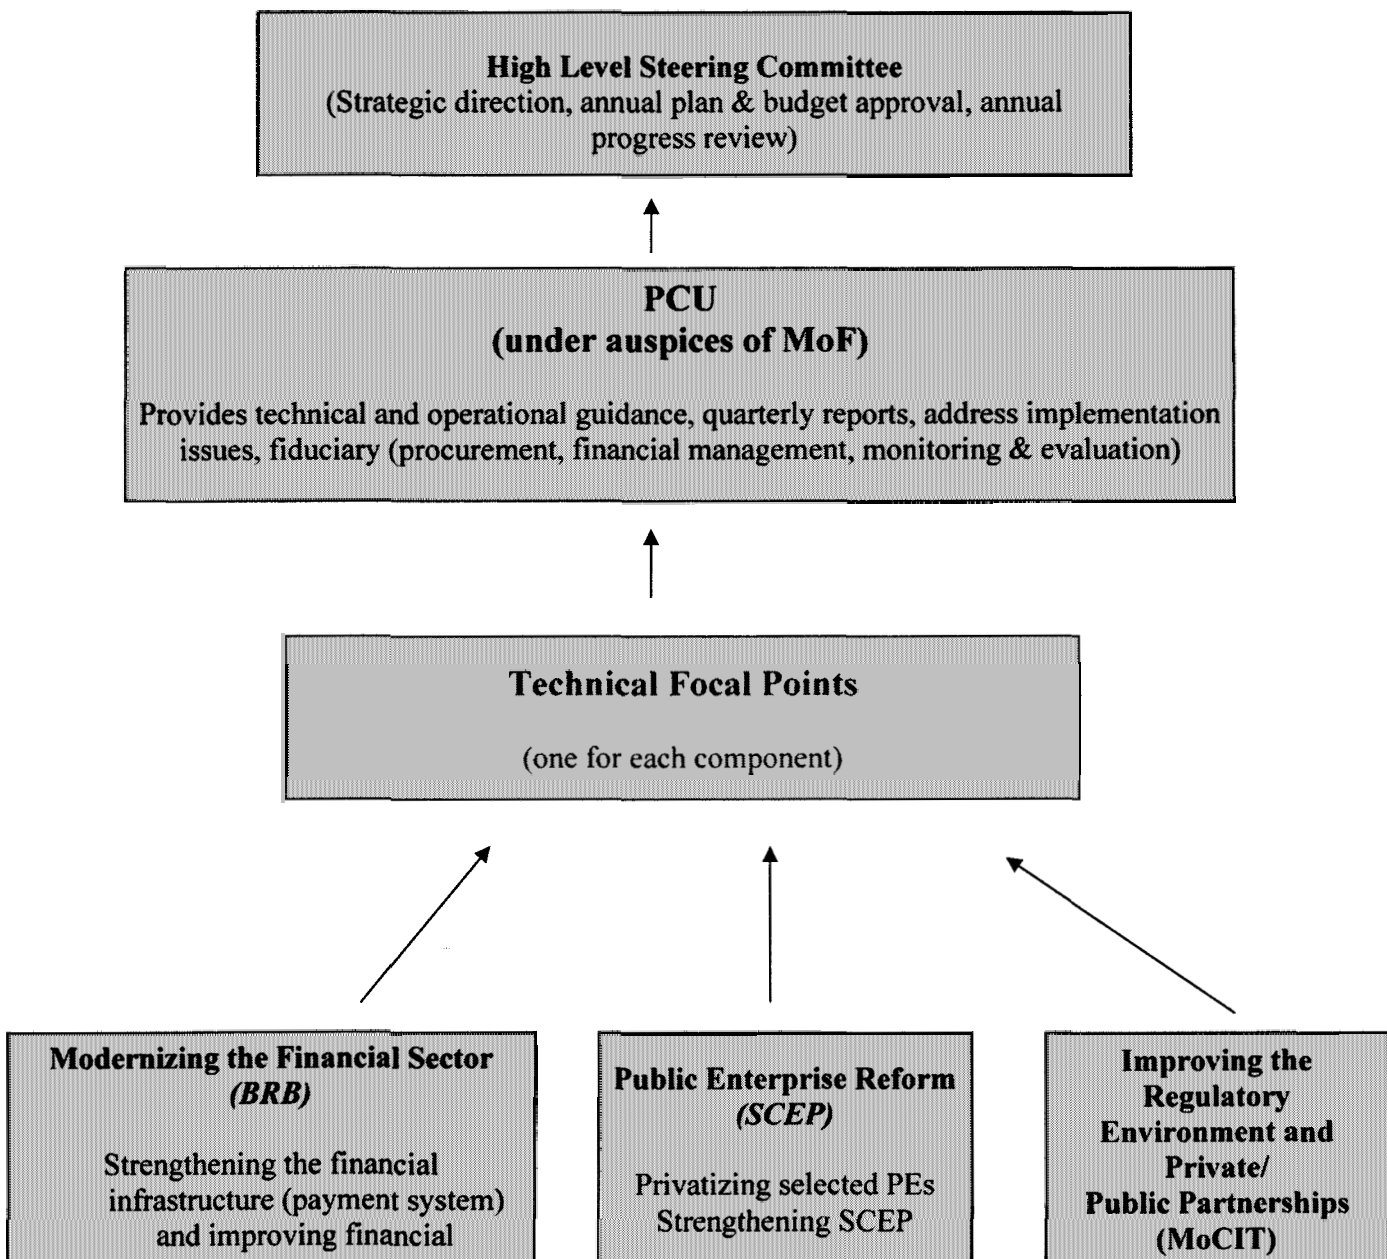 High Level Steering Committee
(Strategic direction, annual plan & budget approval, annual
progress review)
PCU
(under auspices of MoF)
Provides technical and operational guidance, quarterly reports, address implementation
issues, fiduciary (procurement, financial management, monitoring & evaluation)
Technical Focal Points
(one for each component)
Modernizing the Financial Sector
(BRB)
Strengthening the financial
infrastructure (payment system)
and improving financial
Public Enterprise Reform
(SCEP)
Privatizing selected PEs
Strengthening SCEP
Improving the
Regulatory
Environment and
Private/
Public Partnerships
(MoCIT)